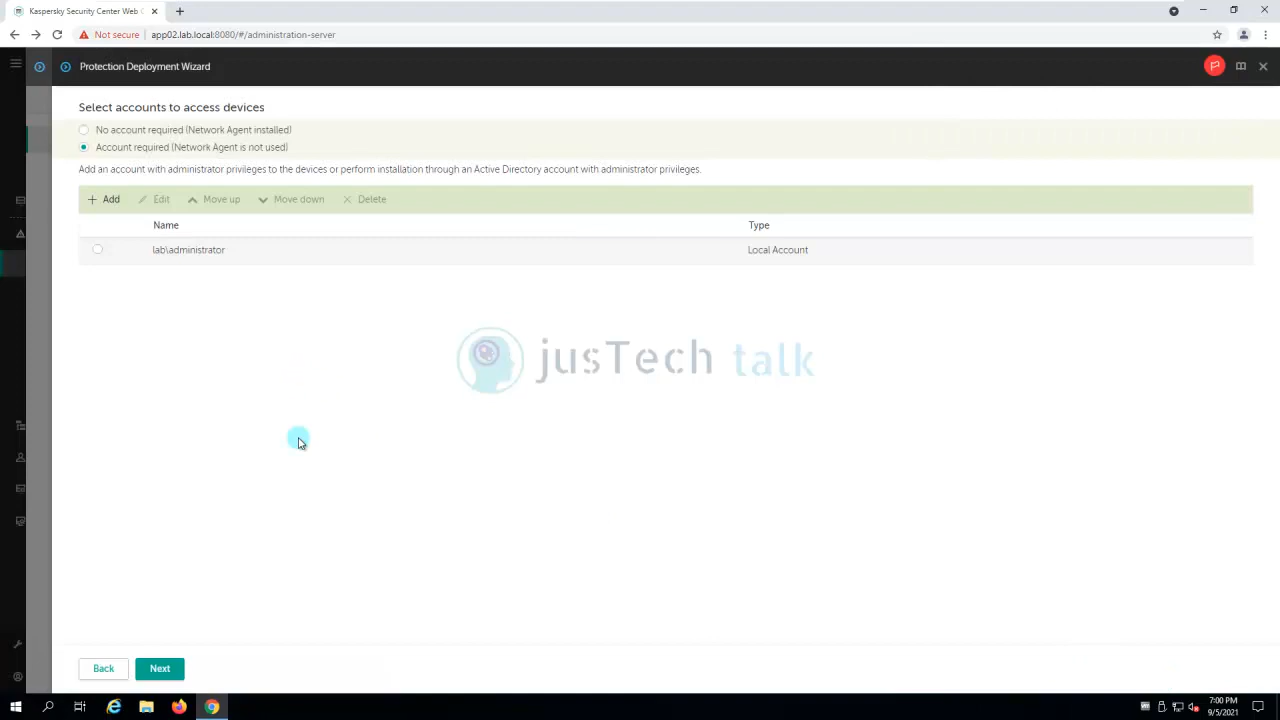 Kaspersky Security Center Web C
Not secure
app02.lab.local:8080/#/administration-server
Protection Deployment Wizard
Select accounts to access devices
No account required (Network Agent installed)
Account required (Network Agent is not used)
Add an account with administrator privileges to the devices or perform installation through an Active Directory account with administrator privileges.
Add Edit Move up Move down Delete
Name Type
lab\administrator Local Account
jusTech talk
Back Next
7:00 PM
9/5/2021